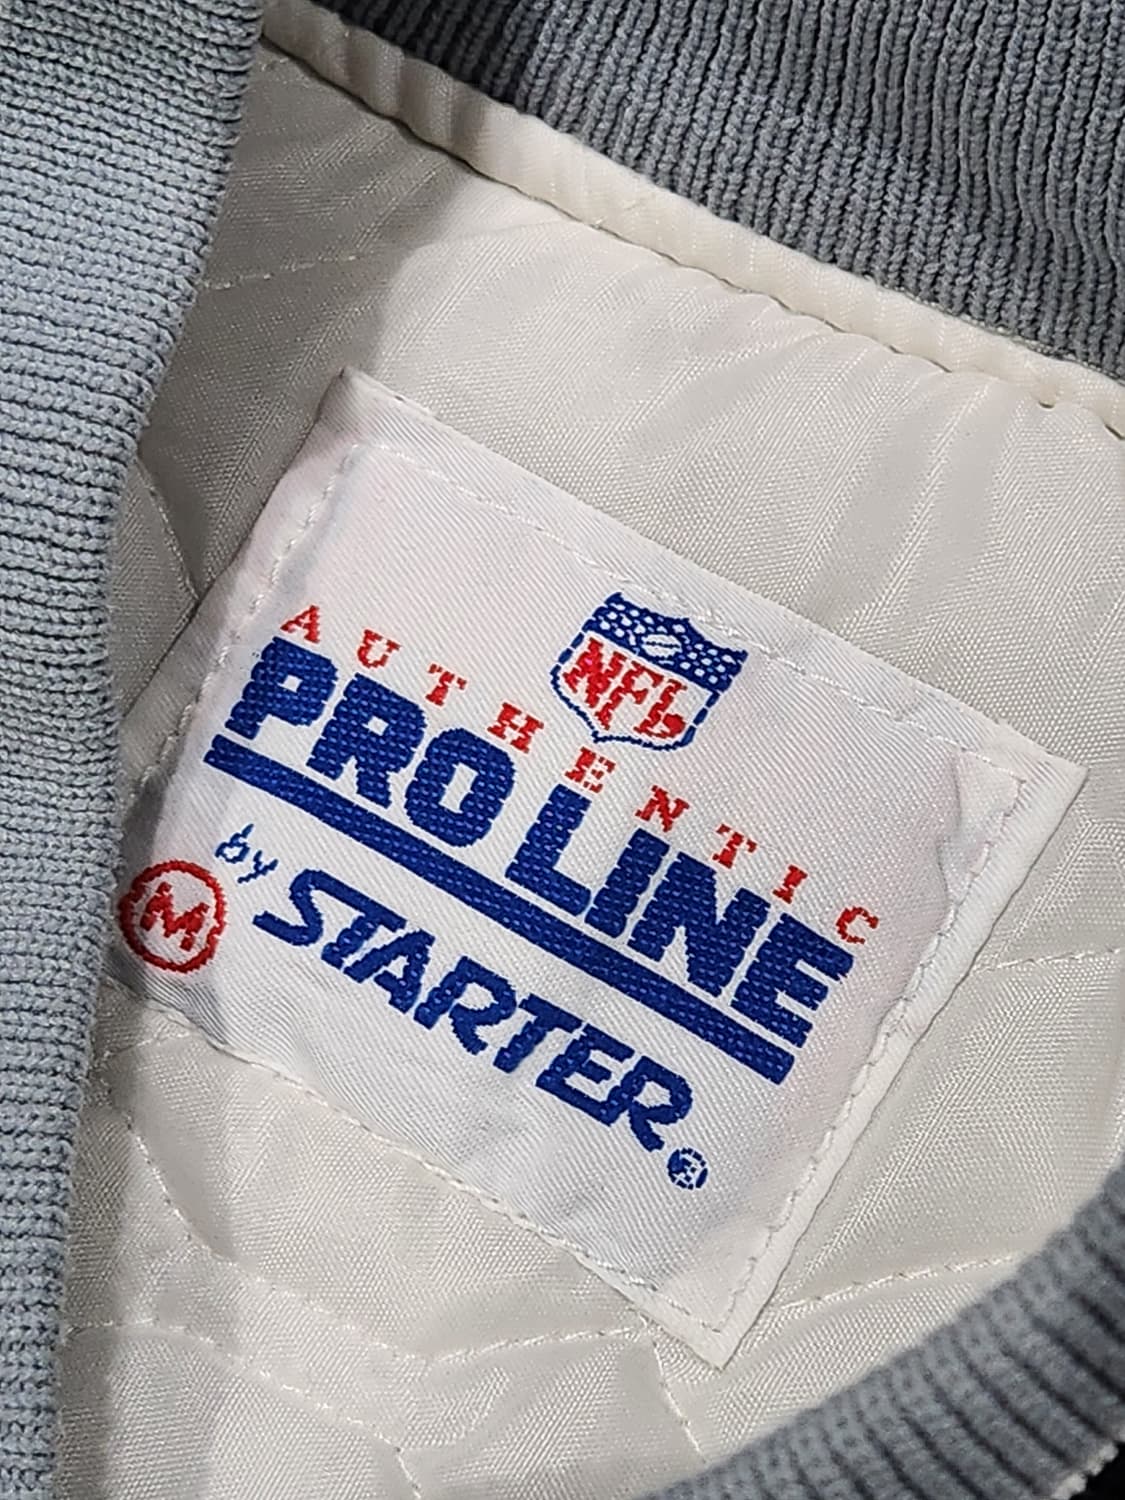 NFL
AUTHENTIC
PRO LINE
by STARTER®
M